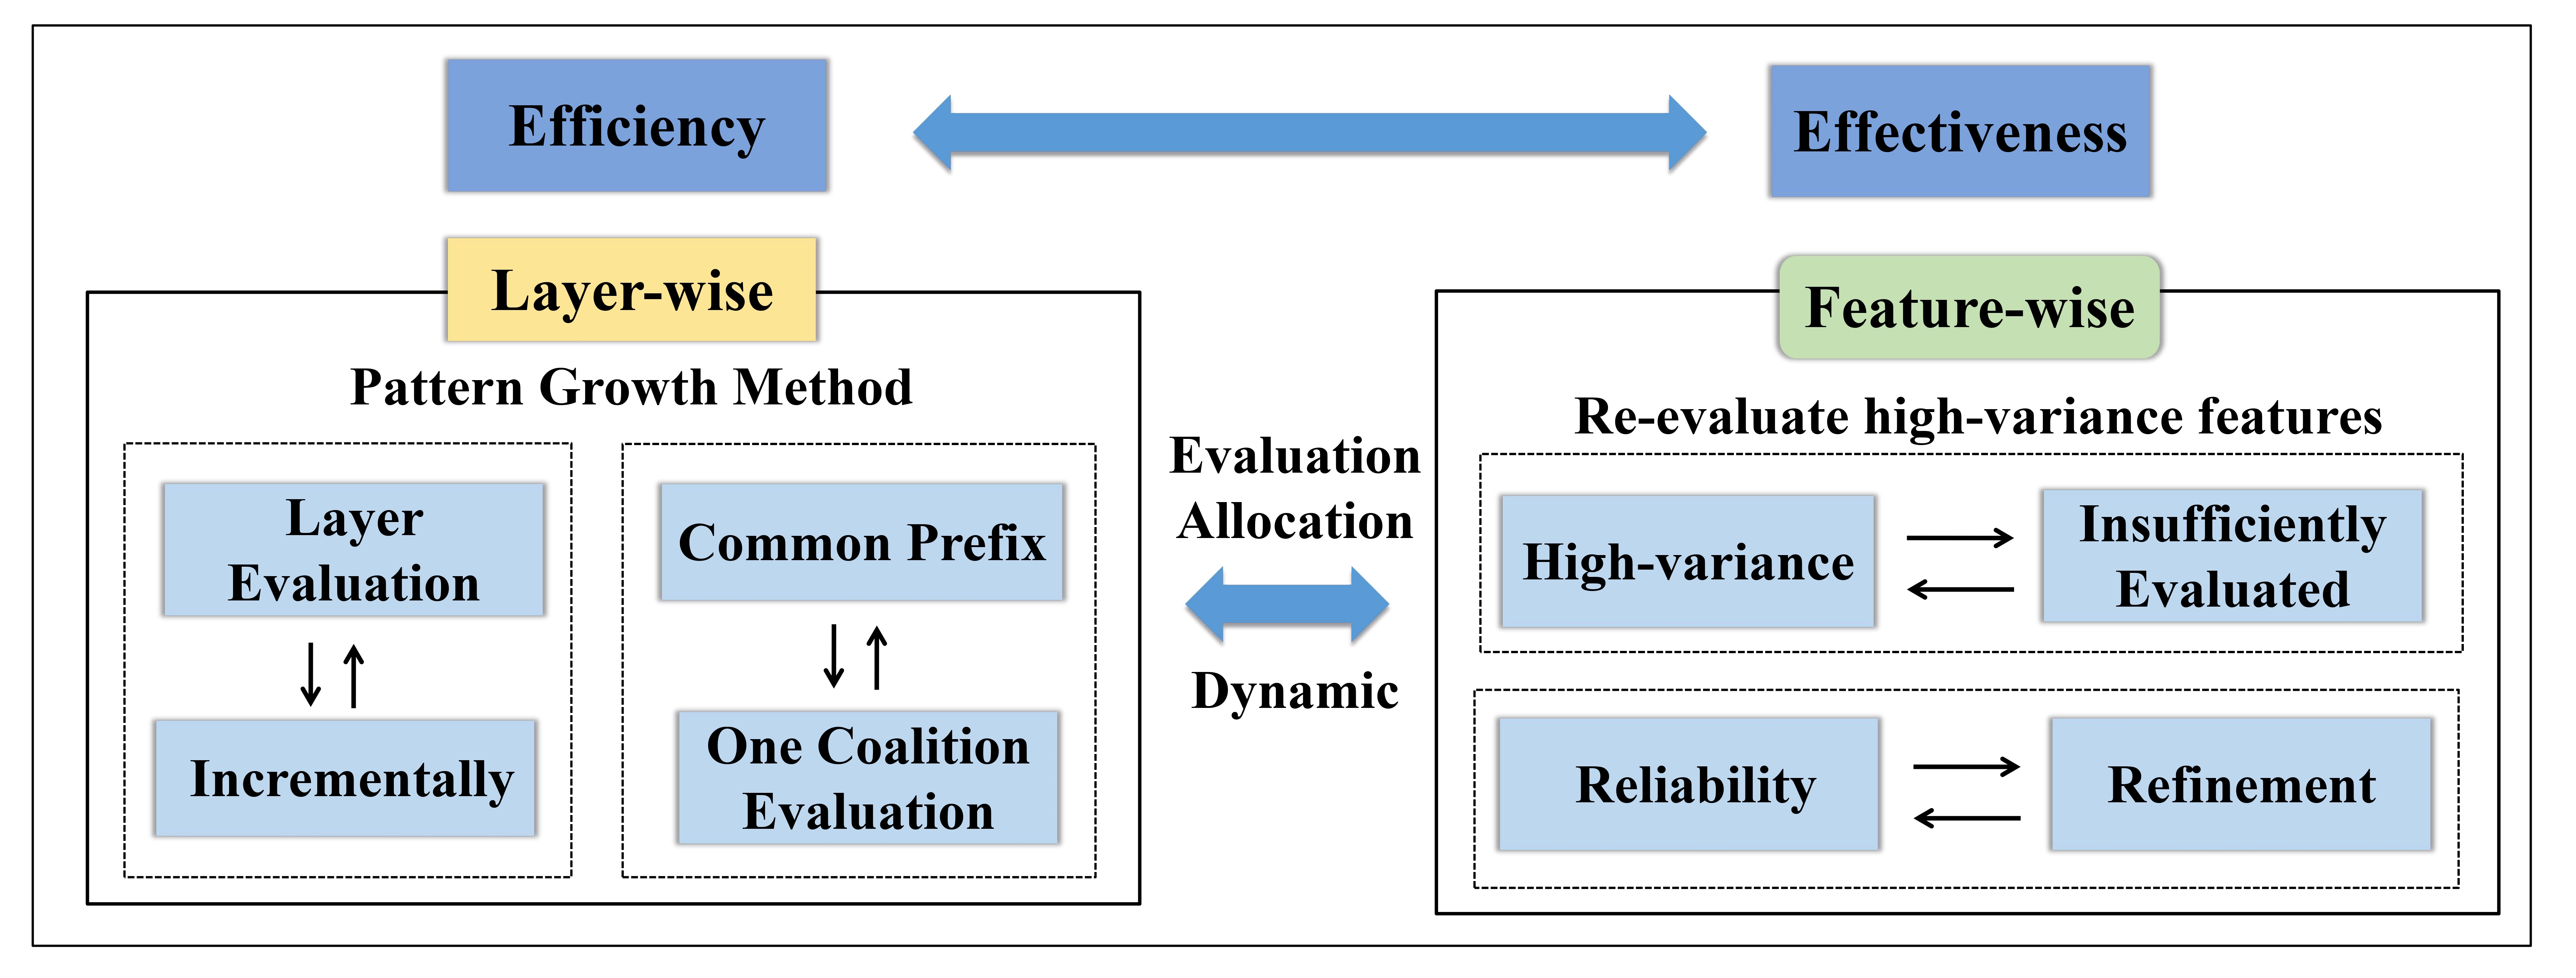 Efficiency
Effectiveness
Layer-wise
Pattern Growth Method
Layer
Evaluation
Incrementally
Common Prefix
One Coalition
Evaluation
Evaluation
Allocation
Dynamic
Feature-wise
Re-evaluate high-variance features
High-variance
Insufficiently
Evaluated
Reliability
Refinement